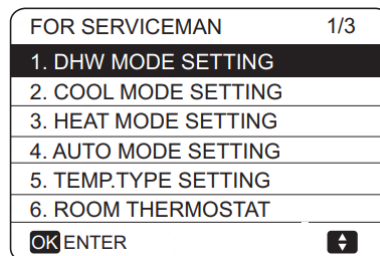 FOR SERVICEMAN 1/3
1. DHW MODE SETTING
2. COOL MODE SETTING
3. HEAT MODE SETTING
4. AUTO MODE SETTING
5. TEMP.TYPE SETTING
6. ROOM THERMOSTAT
OK ENTER